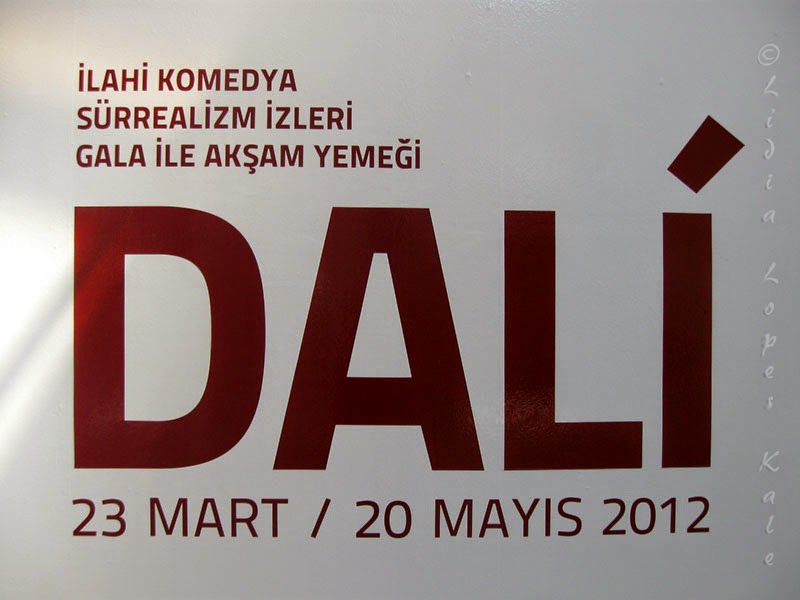 İLAHİ KOMEDYA
SÜRREALİZM İZLERİ
GALA İLE AKŞAM YEMEĞİ
DALÍ
23 MART / 20 MAYIS 2012
© Lidia Lopes Kale